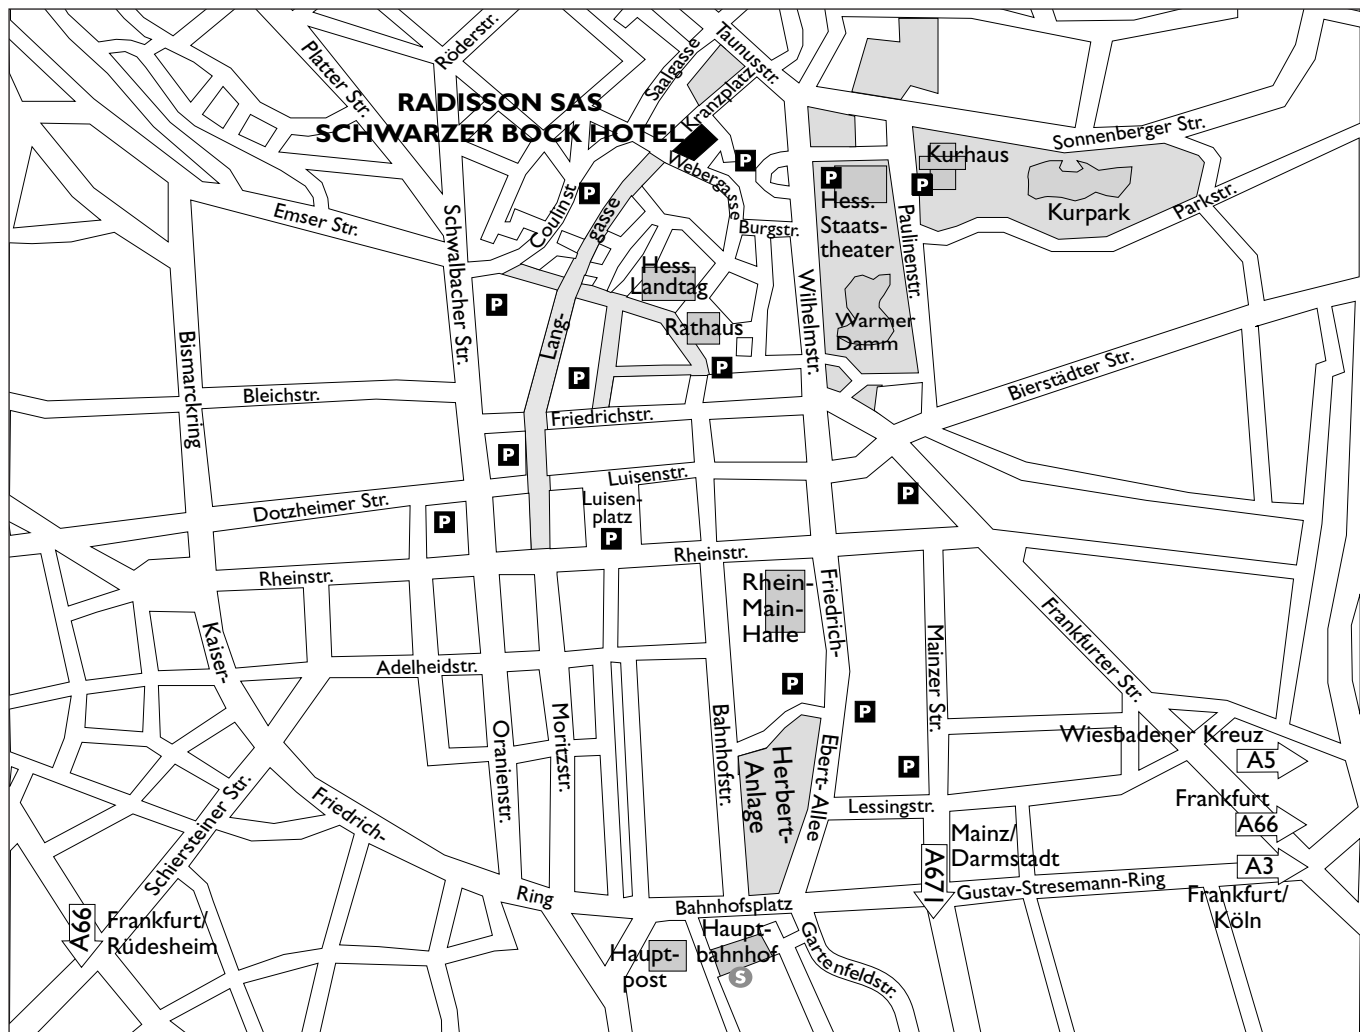 Platter Str.
Röderstr.
Saalgasse
Taunusstr.
Kranzplatz
RADISSON SAS
SCHWARZER BOCK HOTEL
Webergasse
P
P
P
P
Kurhaus
Sonnenberger Str.
Kurpark
Parkstr.
Hess.
Staats-
theater
Paulinenstr.
Emser Str.
Schwalbacher Str.
Coulinst
gasse
Lang-
Burgstr.
Hess.
Landtag
Rathaus
Wilhelmstr.
Warmer
Damm
P
P
P
Bismarckring
Bleichstr.
Friedrichstr.
Bierstädter Str.
P
Luisenstr.
Luisen-
platz
P
P
P
Dotzheimer Str.
Rheinstr.
Rheinstr.
Rhein-
Main-
Halle
Friedrich-
Ebert- Allee
Mainzer Str.
Frankfurter Str.
Kaiser-
Adelheidstr.
P
P
P
Oranienstr.
Moritzstr.
Bahnhofstr.
Herbert-
Anlage
Wiesbadener Kreuz
A5
Frankfurt
A66
A3
Frankfurt/
Köln
Lessingstr.
Mainz/
Darmstadt
A671
Gustav-Stresemann-Ring
Schiersteiner Str.
Friedrich-
Ring
A66
Frankfurt/
Rüdesheim
Bahnhofsplatz
Haupt-
post
Haupt-
bahnhof
S
Gartenfeldstr.